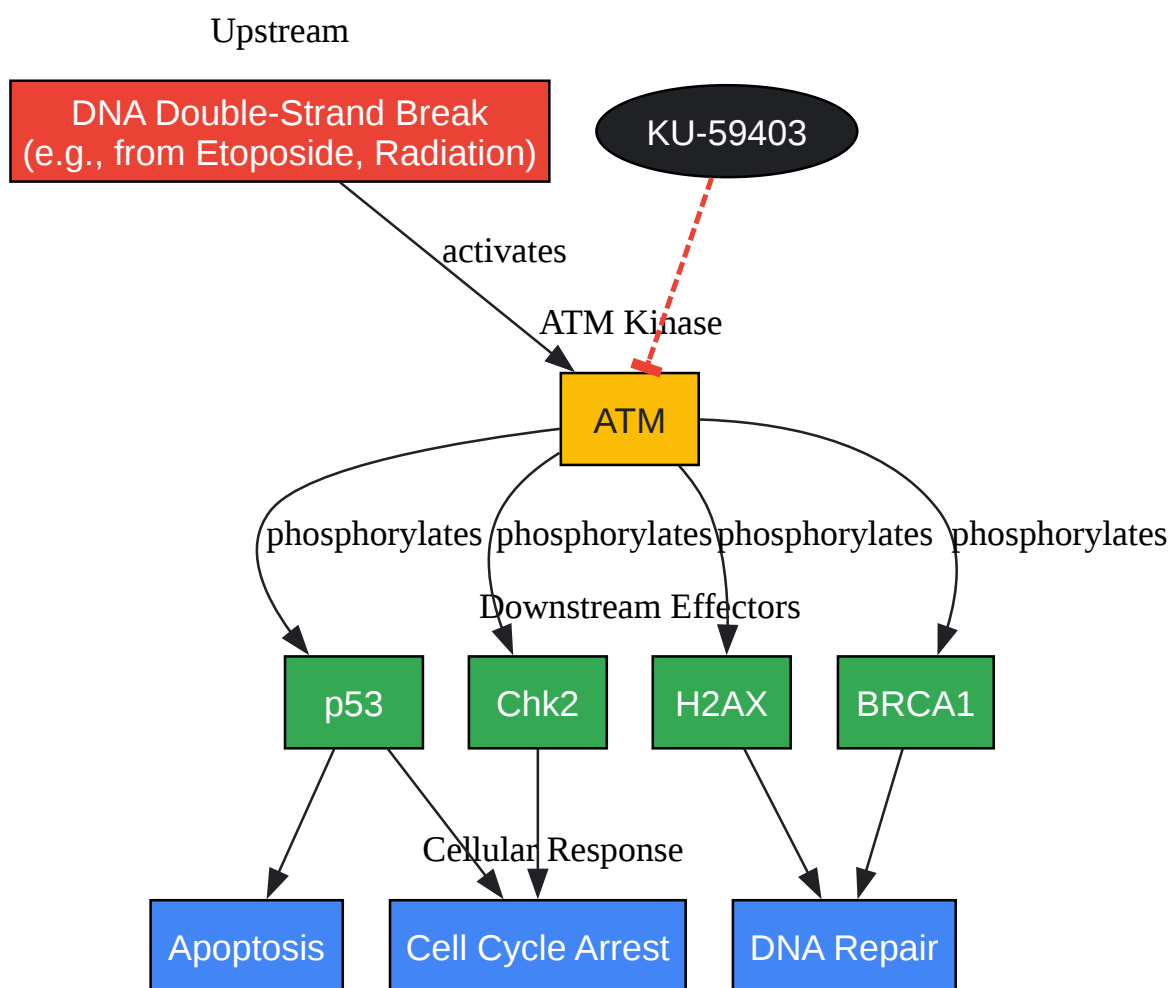 Upstream
DNA Double-Strand Break
(e.g., from Etoposide, Radiation)
KU-59403
activates
ATM Kinase
ATM
phosphorylates
phosphorylates
phosphorylates
phosphorylates
Downstream Effectors
p53
Chk2
H2AX
BRCA1
Cellular Response
Apoptosis
Cell Cycle Arrest
DNA Repair